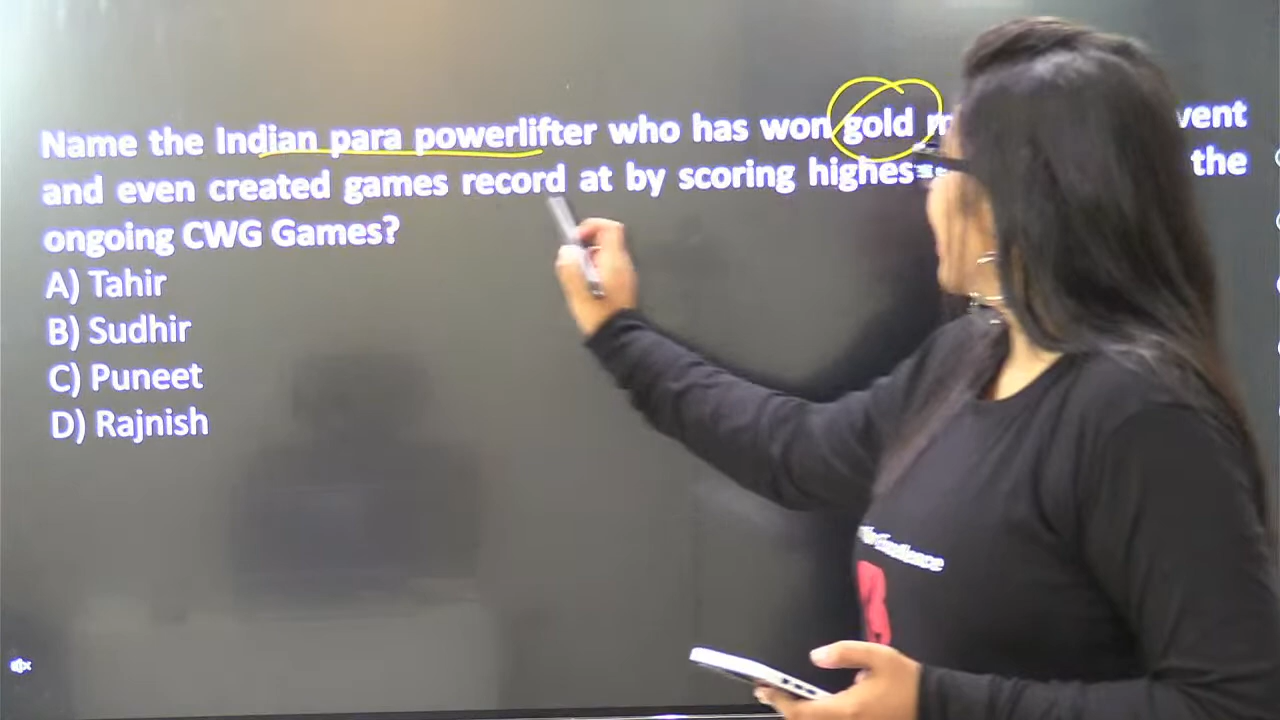 Name the Indian para powerlifter who has won gold vent
and even created games record at by scoring highes the
ongoing CWG Games?
A) Tahir
B) Sudhir
C) Puneet
D) Rajnish